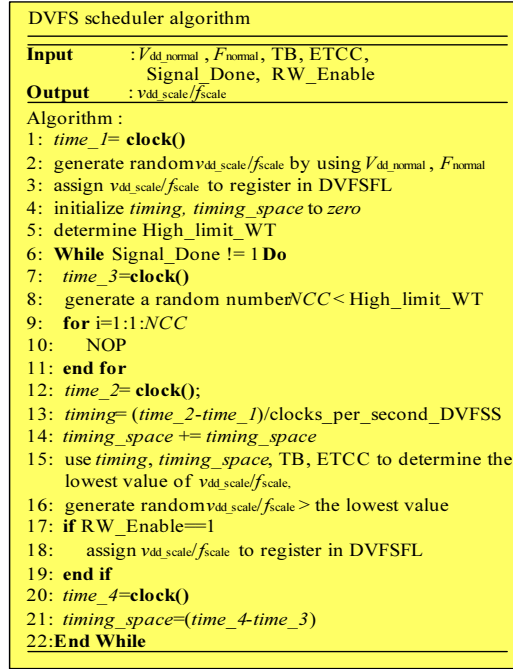 DVFS scheduler algorithm
Input : Vdd_normal , Fnormal, TB, ETCC,
Signal_Done, RW_Enable
Output : vdd_scale/fscale
Algorithm :
1: time_1= clock()
2: generate randomvdd_scale/fscale by using Vdd_normal , Fnormal
3: assign vdd_scale/fscale to register in DVFSFL
4: initialize timing, timing_space to zero
5: determine High_limit_WT
6: While Signal_Done != 1 Do
7: time_3=clock()
8: generate a random numberNCC< High_limit_WT
9: for i=1:1:NCC
10: NOP
11: end for
12: time_2= clock();
13: timing= (time_2-time_1)/clocks_per_second_DVFSS
14: timing_space += timing_space
15: use timing, timing_space, TB, ETCC to determine the
lowest value of vdd_scale/fscale,
16: generate randomvdd_scale/fscale > the lowest value
17: if RW_Enable==1
18: assign vdd_scale/fscale to register in DVFSFL
19: end if
20: time_4=clock()
21: timing_space=(time_4-time_3)
22:End While